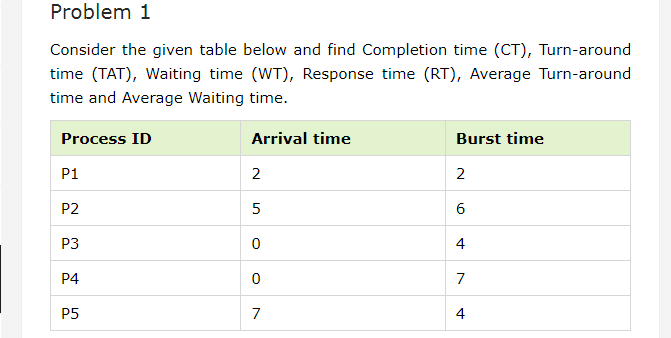 Problem 1
Consider the given table below and find Completion time (CT), Turn-around
time (TAT), Waiting time (WT), Response time (RT), Average Turn-around
time and Average Waiting time.
Process ID Arrival time Burst time
P1 2 2
P2 5 6
P3 0 4
P4 0 7
P5 7 4